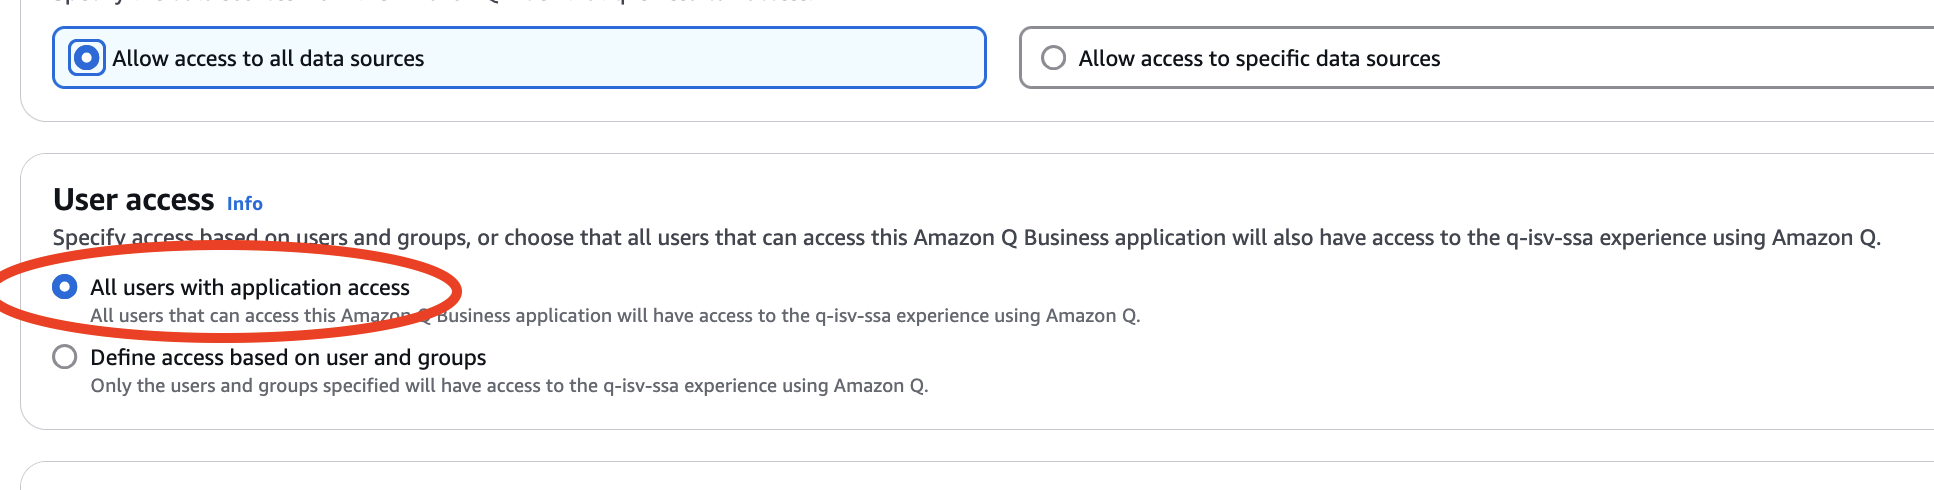 Allow access to all data sources
Allow access to specific data sources
User access Info
Specify access based on users and groups, or choose that all users that can access this Amazon Q Business application will also have access to the q-isv-ssa experience using Amazon Q.
All users with application access
All users that can access this Amazon Q Business application will have access to the q-isv-ssa experience using Amazon Q.
Define access based on user and groups
Only the users and groups specified will have access to the q-isv-ssa experience using Amazon Q.